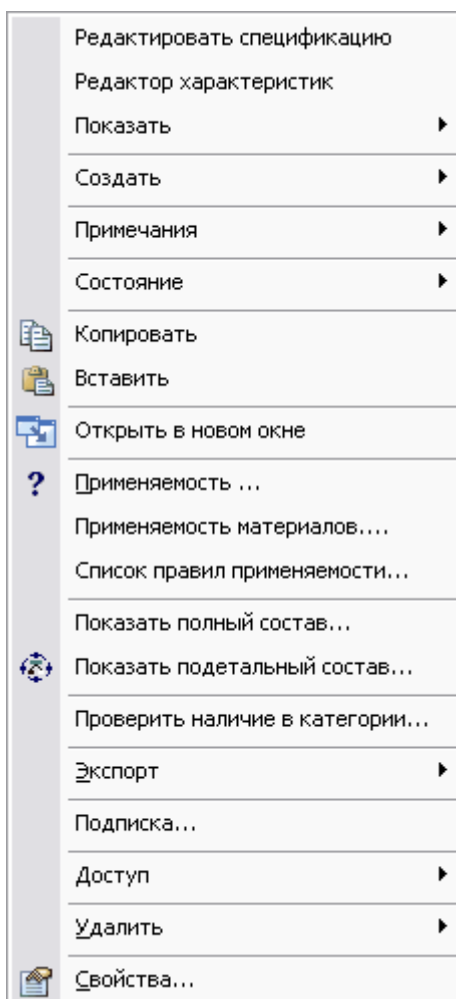 Редактировать спецификацию
Редактор характеристик
Показать
Создать
Примечания
Состояние
Копировать
Вставить
Открыть в новом окне
Применяемость ...
Применяемость материалов....
Список правил применяемости...
Показать полный состав...
Показать подетальный состав...
Проверить наличие в категории...
Экспорт
Подписка...
Доступ
Удалить
Свойства...